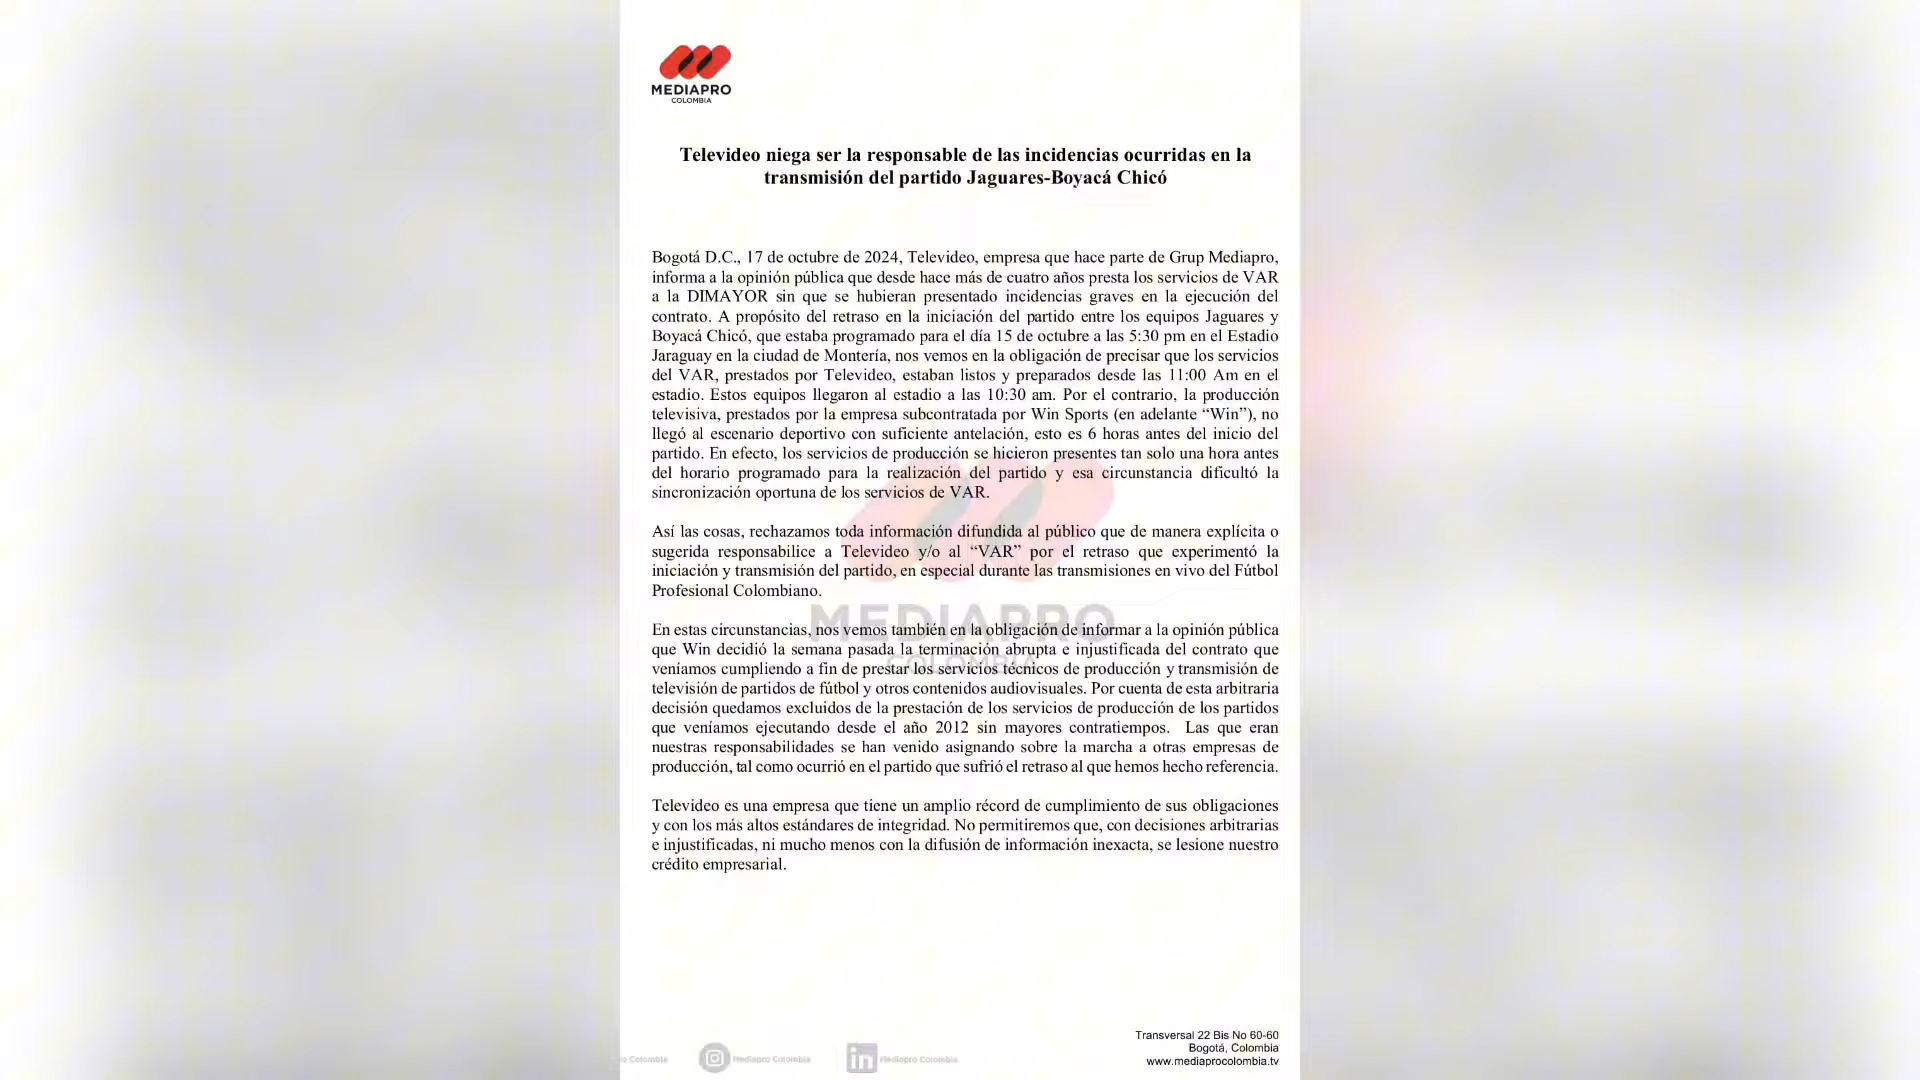 MEDIAPRO
COLOMBIA
Televideo niega ser la responsable de las incidencias ocurridas en la
transmisión del partido Jaguares-Boyacá Chicó
Bogotá D.C., 17 de octubre de 2024, Televideo, empresa que hace parte de Grup Mediapro,
informa a la opinión pública que desde hace más de cuatro años presta los servicios de VAR
a la DIMAYOR sin que se hubieran presentado incidencias graves en la ejecución del
contrato. A propósito del retraso en la iniciación del partido entre los equipos Jaguares y
Boyacá Chicó, que estaba programado para el día 15 de octubre a las 5:30 pm en el Estadio
Jaraguay en la ciudad de Montería, nos vemos en la obligación de precisar que los servicios
del VAR, prestados por Televideo, estaban listos y preparados desde las 11:00 Am en el
estadio. Estos equipos llegaron al estadio a las 10:30 am. Por el contrario, la producción
televisiva, prestados por la empresa subcontratada por Win Sports (en adelante “Win”), no
llegó al escenario deportivo con suficiente antelación, esto es 6 horas antes del inicio del
partido. En efecto, los servicios de producción se hicieron presentes tan solo una hora antes
del horario programado para la realización del partido y esa circunstancia dificultó la
sincronización oportuna de los servicios de VAR.
Así las cosas, rechazamos toda información difundida al público que de manera explícita o
sugerida responsabilice a Televideo y/o al “VAR” por el retraso que experimentó la
iniciación y transmisión del partido, en especial durante las transmisiones en vivo del Fútbol
Profesional Colombiano.
MEDIAPRO
COLOMBIA
En estas circunstancias, nos vemos también en la obligación de informar a la opinión pública
que Win decidió la semana pasada la terminación abrupta e injustificada del contrato que
veníamos cumpliendo a fin de prestar los servicios técnicos de producción y transmisión de
televisión de partidos de fútbol y otros contenidos audiovisuales. Por cuenta de esta arbitraria
decisión quedamos excluidos de la prestación de los servicios de producción de los partidos
que veníamos ejecutando desde el año 2012 sin mayores contratiempos. Las que eran
nuestras responsabilidades se han venido asignando sobre la marcha a otras empresas de
producción, tal como ocurrió en el partido que sufrió el retraso al que hemos hecho referencia.
Televideo es una empresa que tiene un amplio récord de cumplimiento de sus obligaciones
y con los más altos estándares de integridad. No permitiremos que, con decisiones arbitrarias
e injustificadas, ni mucho menos con la difusión de información inexacta, se lesione nuestro
crédito empresarial.
Transversal 22 Bis No 60-60
Bogotá, Colombia
www.mediaprocolombia.tv
Colombia
Mediapro Colombia
in Mediapro Colombia